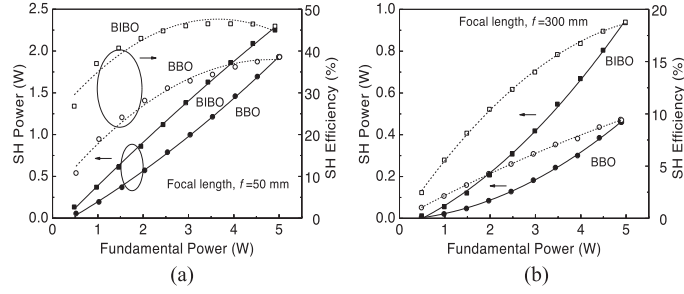 2.5
2.0
1.5
1.0
0.5
0.0
SH Power (W)
50
40
30
20
10
0
SH Efficiency (%)
BIBO
BBO
BIBO
BBO
Focal length, f=50 mm
0
1
2
3
4
5
Fundamental Power (W)
(a)
1.0
0.8
0.6
0.4
0.2
0.0
SH Power (W)
20
15
10
5
0
SH Efficiency (%)
Focal length, f=300 mm
BIBO
BBO
0
1
2
3
4
5
Fundamental Power (W)
(b)